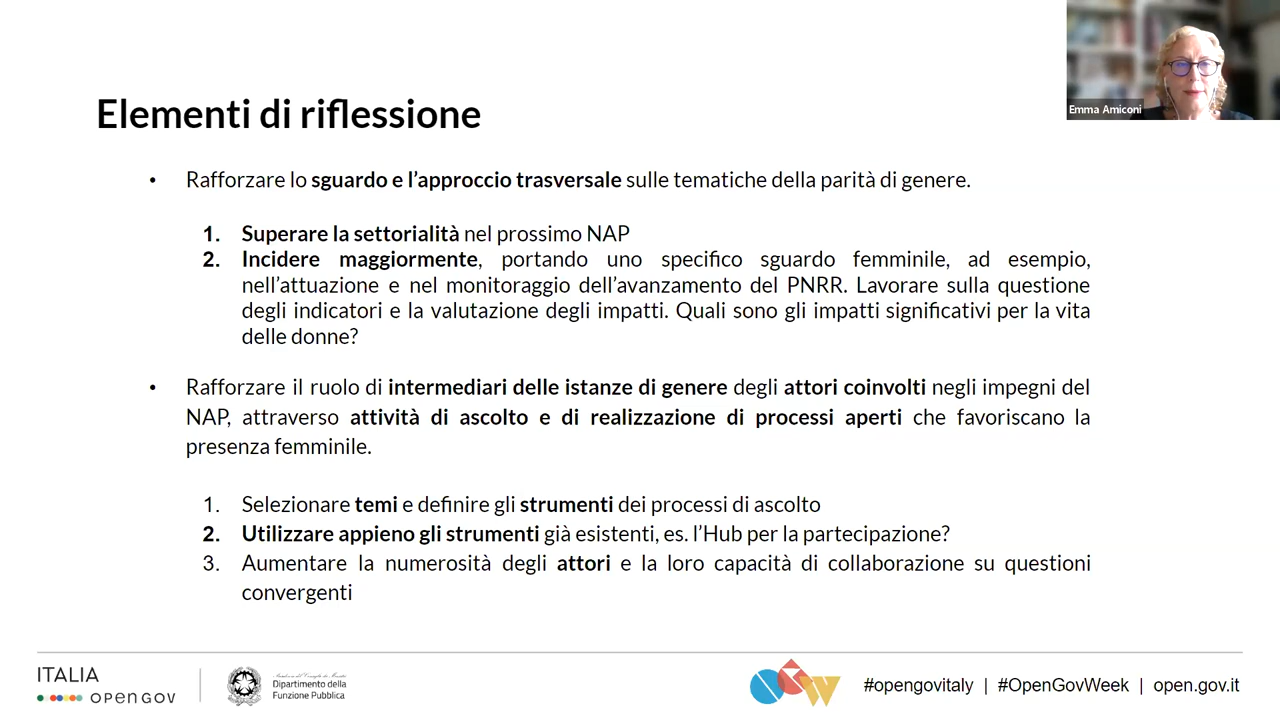 Emma Amiconi
Elementi di riflessione
• Rafforzare lo sguardo e l’approccio trasversale sulle tematiche della parità di genere.
1. Superare la settorialità nel prossimo NAP
2. Incidere maggiormente, portando uno specifico sguardo femminile, ad esempio,
nell’attuazione e nel monitoraggio dell’avanzamento del PNRR. Lavorare sulla questione
degli indicatori e la valutazione degli impatti. Quali sono gli impatti significativi per la vita
delle donne?
• Rafforzare il ruolo di intermediari delle istanze di genere degli attori coinvolti negli impegni del
NAP, attraverso attività di ascolto e di realizzazione di processi aperti che favoriscano la
presenza femminile.
1. Selezionare temi e definire gli strumenti dei processi di ascolto
2. Utilizzare appieno gli strumenti già esistenti, es. l’Hub per la partecipazione?
3. Aumentare la numerosità degli attori e la loro capacità di collaborazione su questioni
convergenti
ITALIA
open gov
Dipartimento della
Funzione Pubblica
#opengovitaly | #OpenGovWeek | open.gov.it